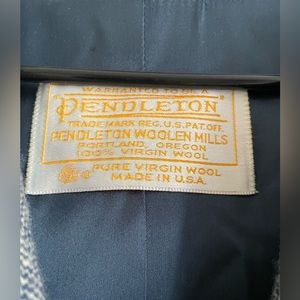 WARRANTED TO BE A
PENDLETON
TRADE MARK REG. U.S. PAT. OFF.
PENDLETON WOOLEN MILLS
PORTLAND, OREGON
100% VIRGIN WOOL
PURE VIRGIN WOOL
MADE IN U.S.A.